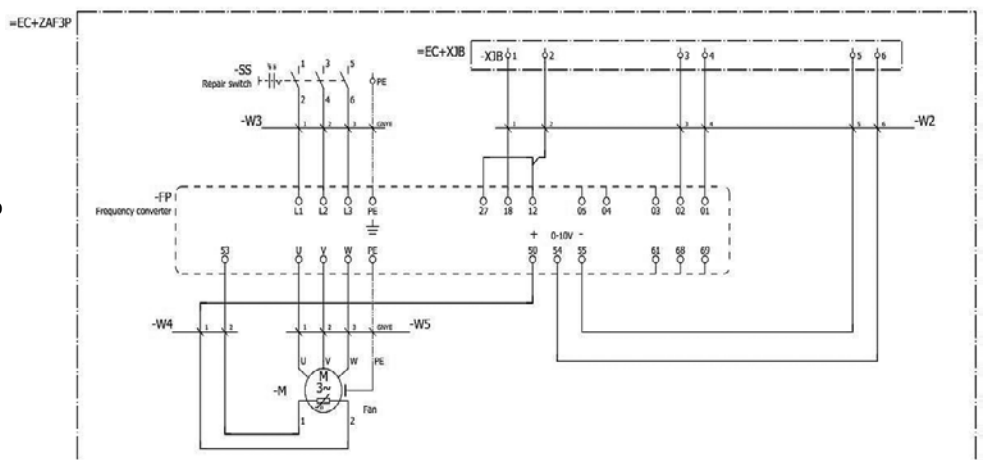 =EC+ZAF3P
=EC+XJB -XJB 1 2 3 4 5 6
-SS 1 3 5
Repair switch PE
2 4 6
-W3 1 2 3 GNYE 1 2 3 4 5 6 -W2
-FP
Frequency converter L1 L2 L3 PE 27 18 12 05 04 03 02 01
+ 0-10V -
53 U V W PE 50 54 55 61 68 69
-W4 1 2 1 2 3 GNYE -W5
U V W PE
-M M
3~
Fan
1 2